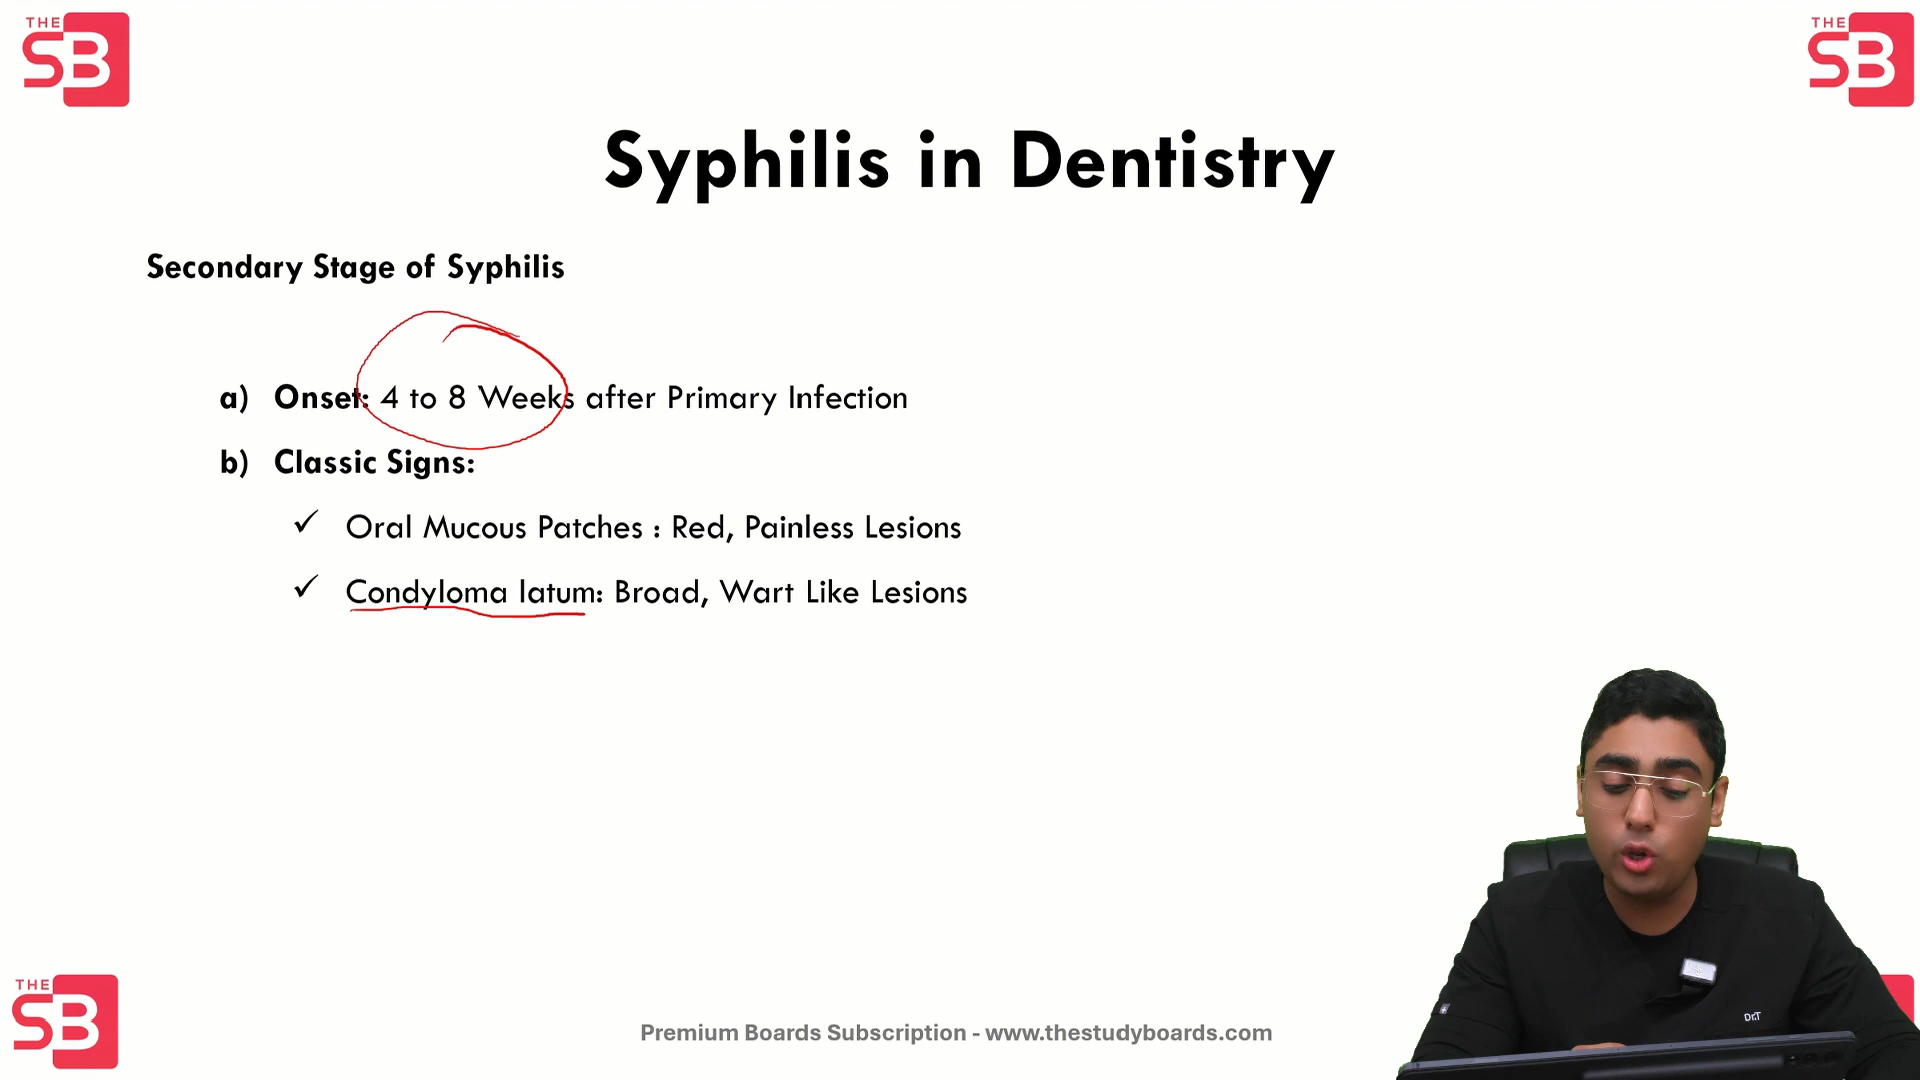 THE
SB
THE
SB
Syphilis in Dentistry
Secondary Stage of Syphilis
a) Onset: 4 to 8 Weeks after Primary Infection
b) Classic Signs:
✓ Oral Mucous Patches : Red, Painless Lesions
✓ Condyloma latum: Broad, Wart Like Lesions
Dr.T
THE
SB
Premium Boards Subscription - www.thestudyboards.com